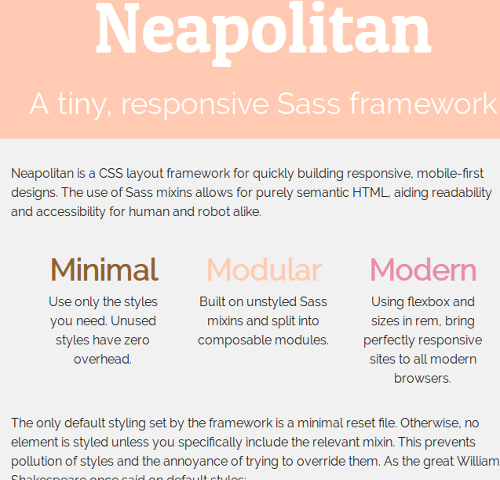 Neapolitan
A tiny, responsive Sass framework
Neapolitan is a CSS layout framework for quickly building responsive, mobile-first
designs. The use of Sass mixins allows for purely semantic HTML, aiding readability
and accessibility for human and robot alike.
Minimal
Use only the styles
you need. Unused
styles have zero
overhead.
Modular
Built on unstyled Sass
mixins and split into
composable modules.
Modern
Using flexbox and
sizes in rem, bring
perfectly responsive
sites to all modern
browsers.
The only default styling set by the framework is a minimal reset file. Otherwise, no
element is styled unless you specifically include the relevant mixin. This prevents
pollution of styles and the annoyance of trying to override them. As the great William
Shakespeare once said on default styles: